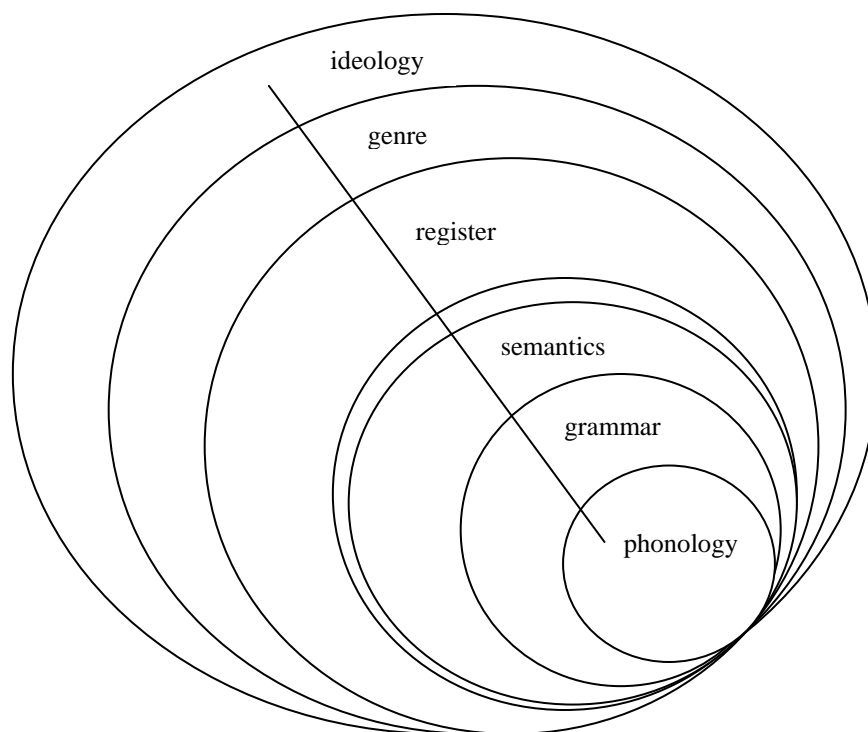 ideology
genre
register
semantics
grammar
phonology